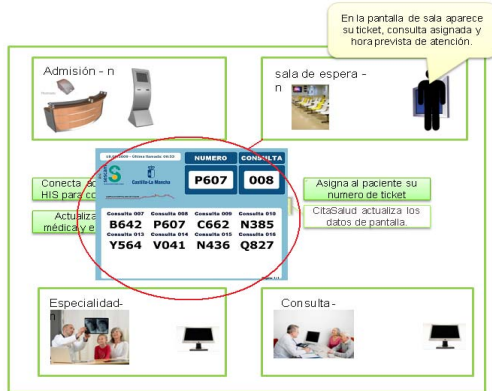 En la pantalla de sala aparece
su ticket, consulta asignada y
hora prevista de atención.
Admisión - n
sala de espera -
n
NUMERO CONSULTA
P607 008
Castilla-La Mancha
Conecta
HIS para
Asigna al paciente su
numero de ticket
Actualiza
médica y e
CitaSalud actualiza los
datos de pantalla.
Consulta 007 Consulta 008 Consulta 009 Consulta 010
B642 P607 C662 N385
Consulta 013 Consulta 014 Consulta 015 Consulta 016
Y564 V041 N436 Q827
Especialidad-
n
Consulta -